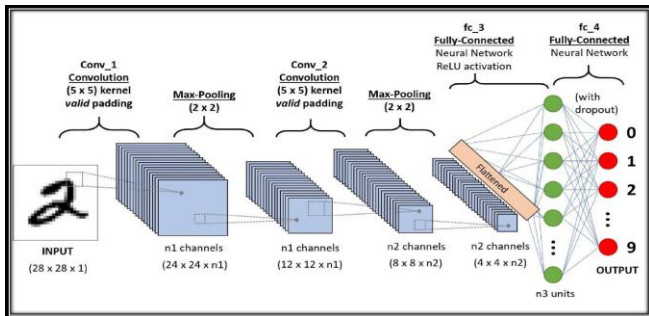 Conv_1
Convolution
(5 x 5) kernel
valid padding
Max-Pooling
(2 x 2)
Conv_2
Convolution
(5 x 5) kernel
valid padding
Max-Pooling
(2 x 2)
fc_3
Fully-Connected
Neural Network
ReLU activation
fc_4
Fully-Connected
Neural Network
(with
dropout)
Flattened
0
1
2
9
INPUT
(28 x 28 x 1)
n1 channels
(24 x 24 x n1)
n1 channels
(12 x 12 x n1)
n2 channels
(8 x 8 x n2)
n2 channels
(4 x 4 x n2)
n3 units
OUTPUT
2